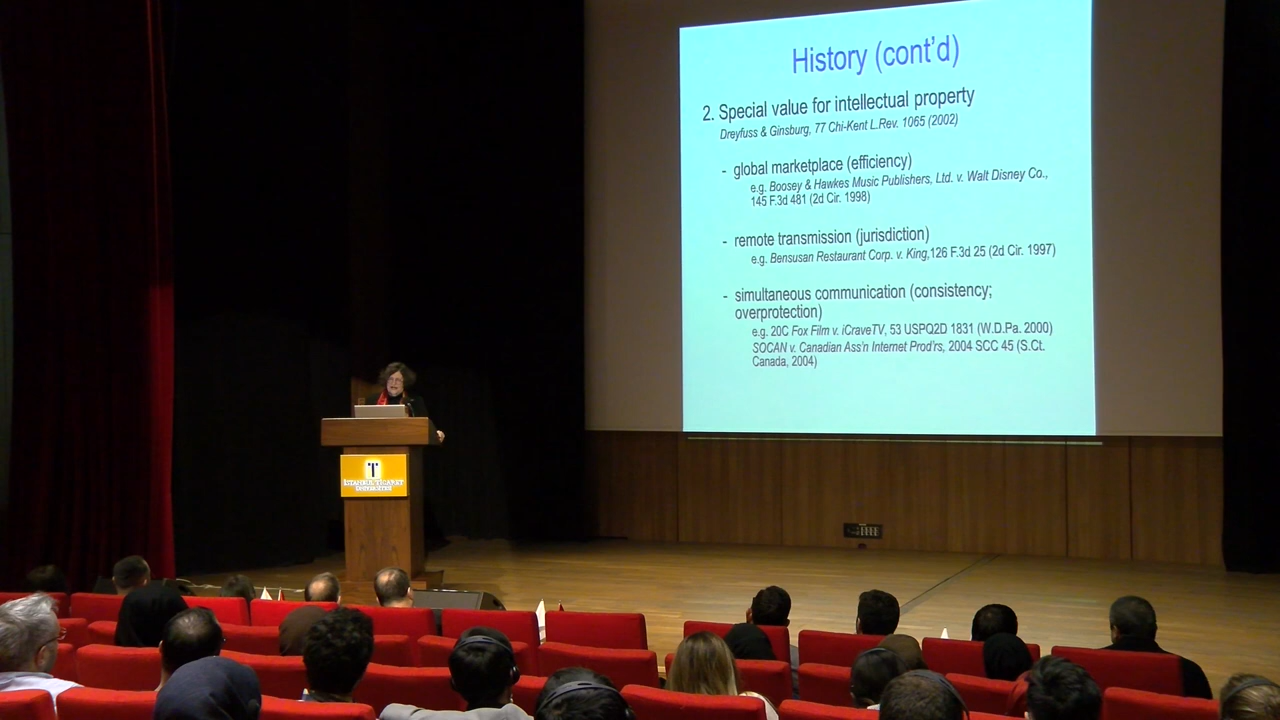 History (cont'd)
2. Special value for intellectual property
Dreyfuss & Ginsburg, 77 Chi-Kent L.Rev. 1065 (2002)
- global marketplace (efficiency)
e.g. Boosey & Hawkes Music Publishers, Ltd. v. Walt Disney Co.,
145 F.3d 481 (2d Cir. 1998)
- remote transmission (jurisdiction)
e.g. Bensusan Restaurant Corp. v. King,126 F.3d 25 (2d Cir. 1997)
- simultaneous communication (consistency;
overprotection)
e.g. 20C Fox Film v. iCraveTV, 53 USPQ2D 1831 (W.D.Pa. 2000)
SOCAN v. Canadian Ass'n Internet Prod'rs, 2004 SCC 45 (S.Ct.
Canada, 2004)
İSTANBUL TİCARET